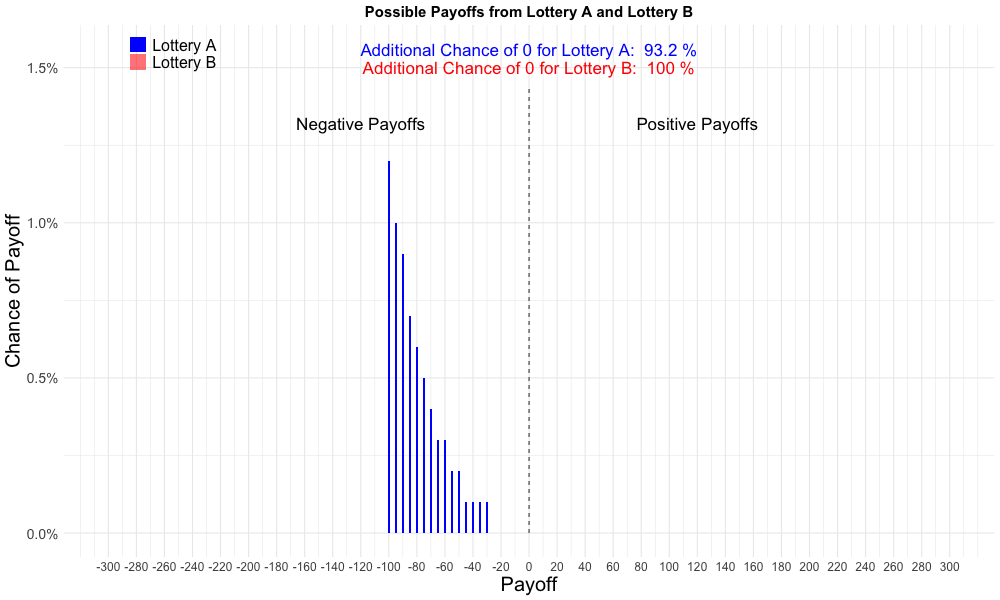 Possible Payoffs from Lottery A and Lottery B
Lottery A
Lottery B
Additional Chance of 0 for Lottery A: 93.2 %
Additional Chance of 0 for Lottery B: 100 %
Negative Payoffs
Positive Payoffs
Chance of Payoff
1.5%
1.0%
0.5%
0.0%
-300 -280 -260 -240 -220 -200 -180 -160 -140 -120 -100 -80 -60 -40 -20 0 20 40 60 80 100 120 140 160 180 200 220 240 260 280 300
Payoff